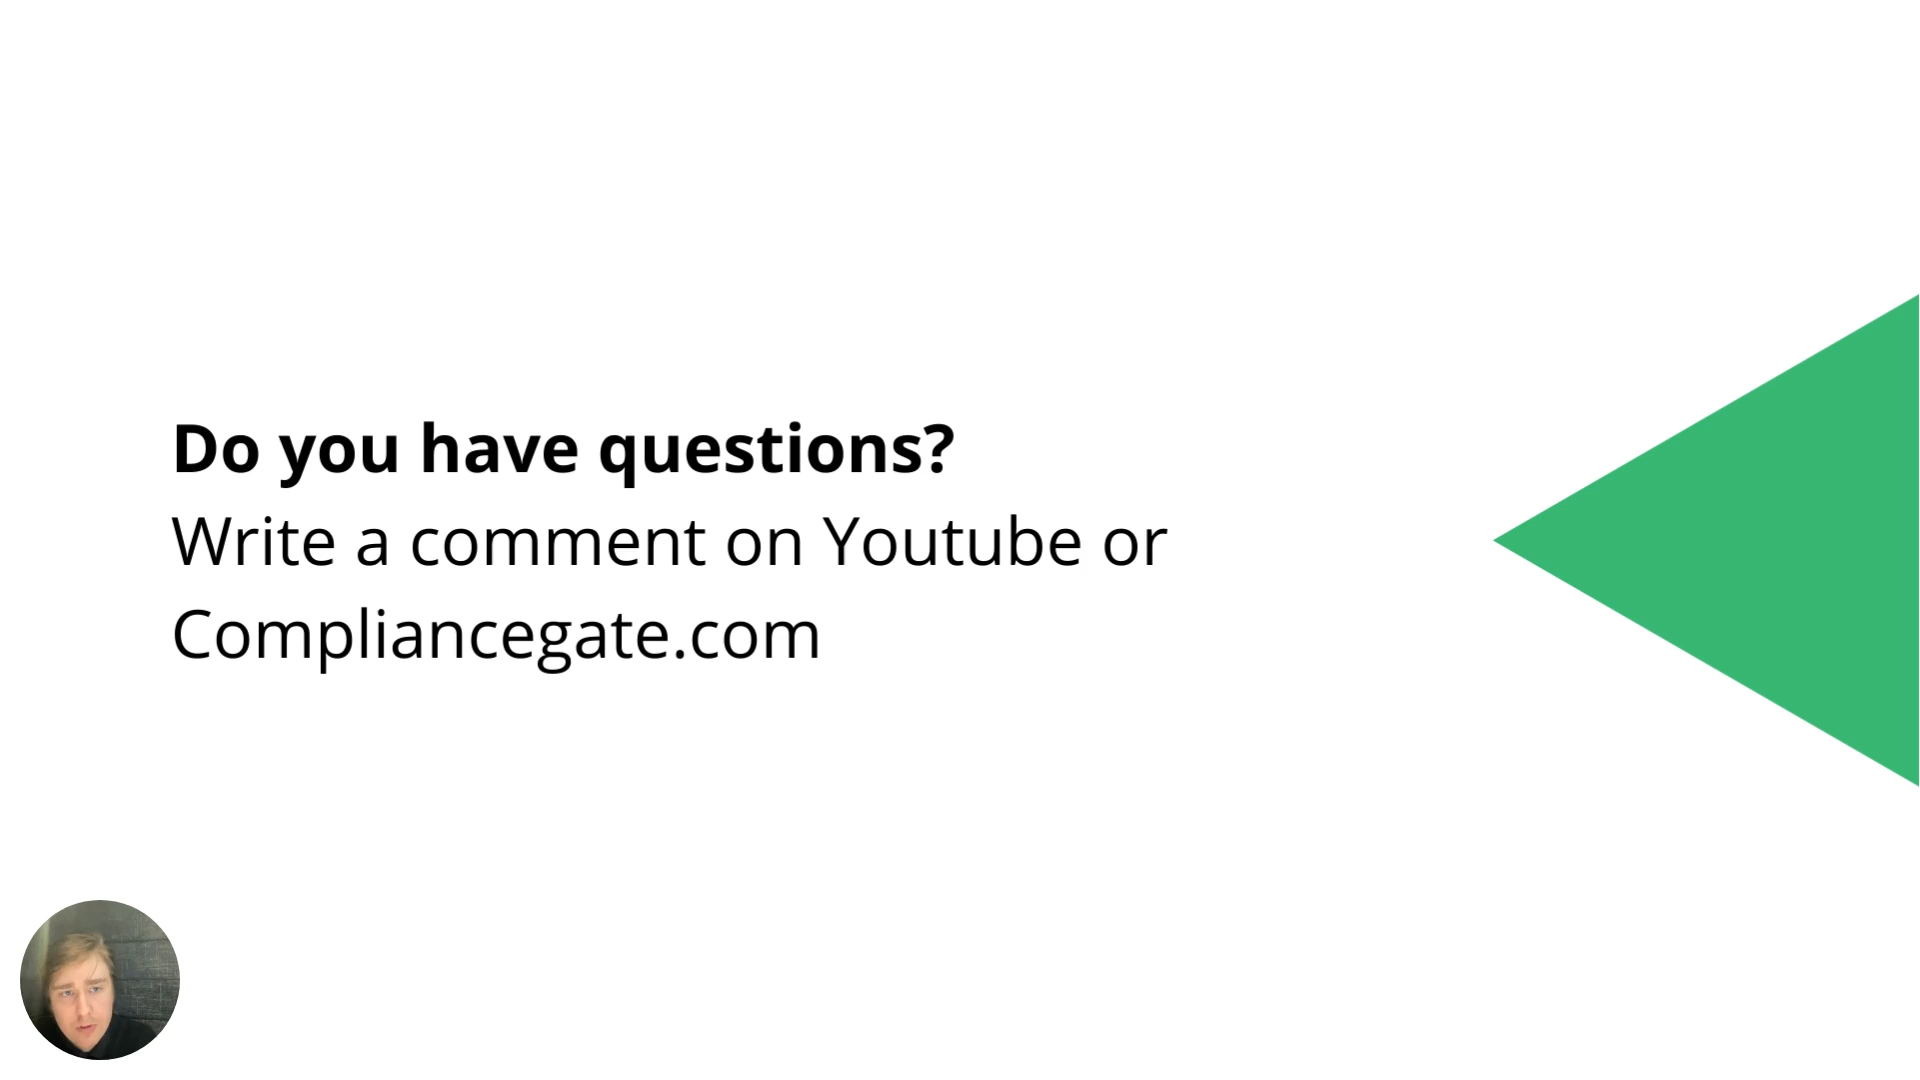 Do you have questions?
Write a comment on Youtube or
Compliancegate.com